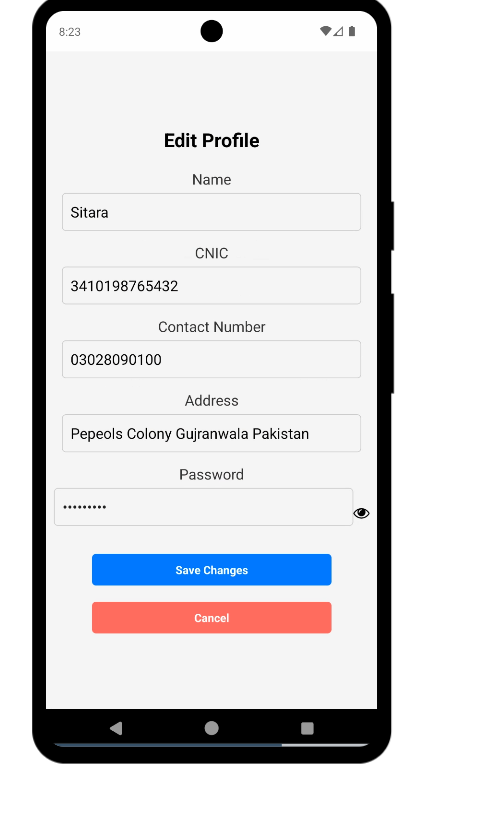 8:23
Edit Profile
Name
Sitara
CNIC
3410198765432
Contact Number
03028090100
Address
Pepeols Colony Gujranwala Pakistan
Password
•••••••••
Save Changes
Cancel